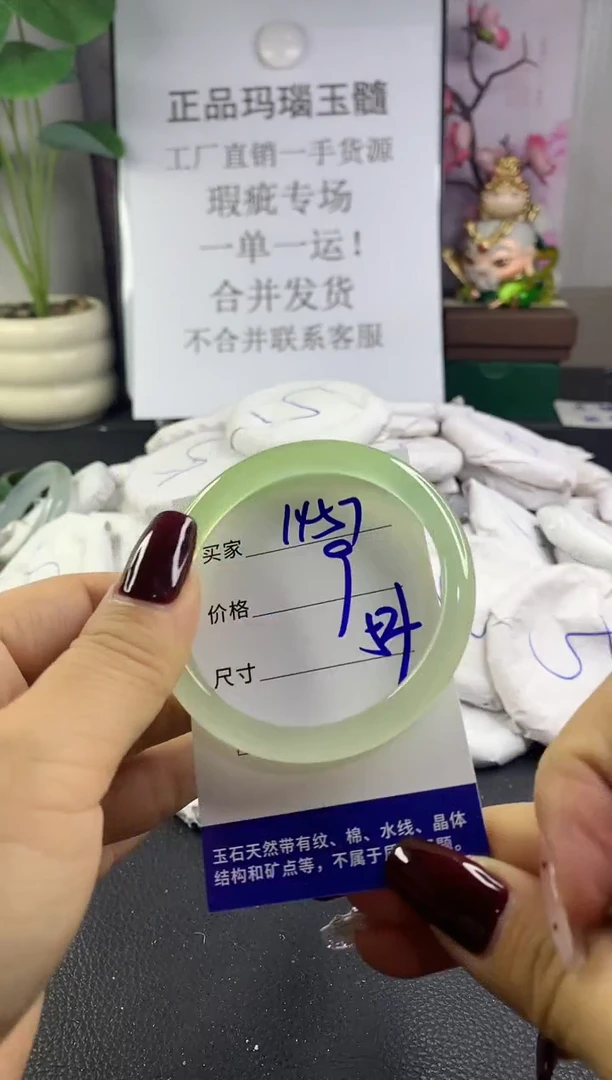 正品玛瑙玉髓
工厂直销一手货源
瑕疵专场
一单一运!
合并发货
不合并联系客服
买家 1457
价格 9
尺寸 54
玉石天然带有纹、棉、水线、晶体
结构和矿点等，不属于